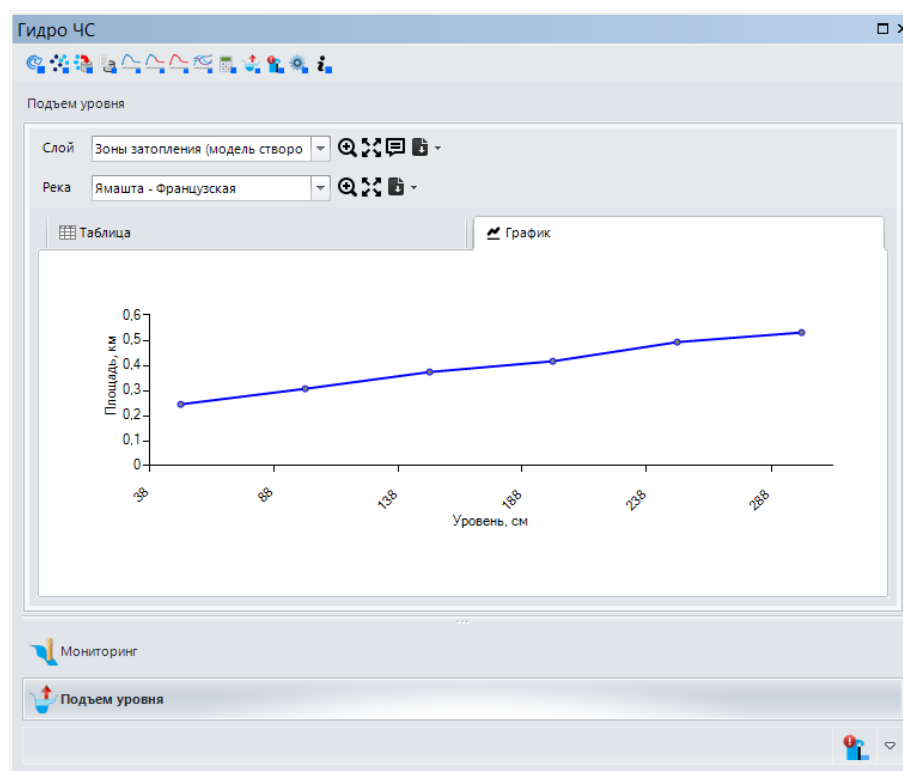 Гидро ЧС
Подъем уровня
Слой Зоны затопления (модель створо
Река Ямашта - Французская
Таблица График
0,6
0,5
0,4
0,3
0,2
0,1
0
Площадь, км
38 88 138 188 238 288
Уровень, см
Мониторинг
Подъем уровня